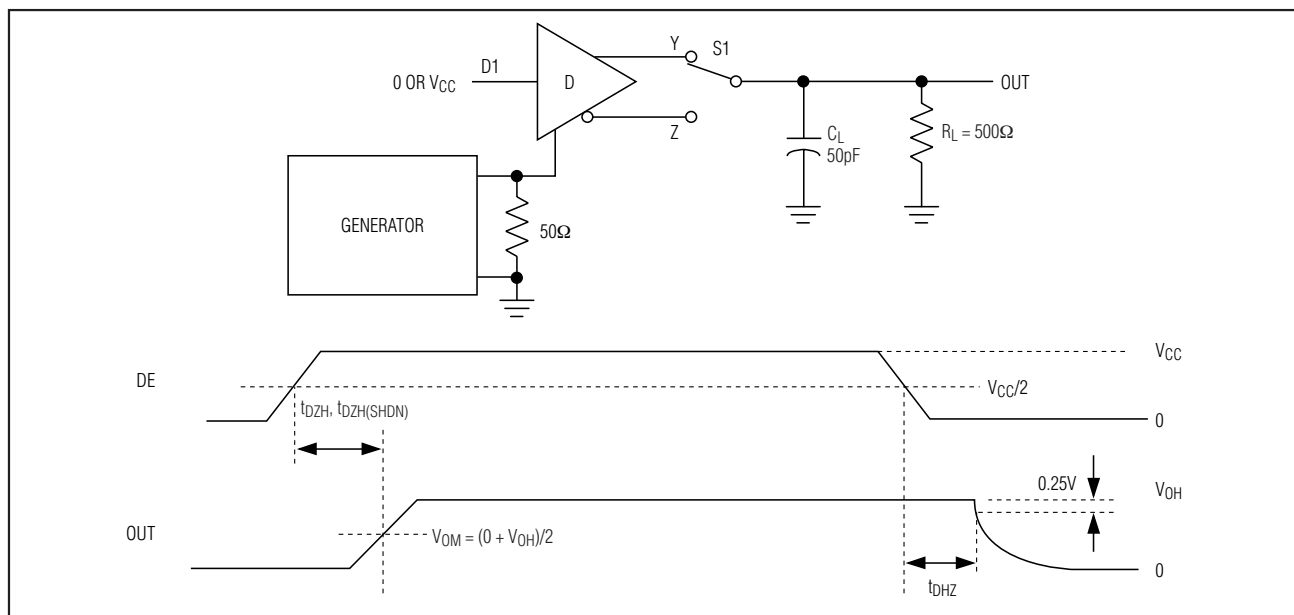 Y
S1
D1
0 OR VCC
D
OUT
Z
CL
50pF
RL = 500Ω
GENERATOR
50Ω
VCC
DE
VCC/2
tDZH, tDZH(SHDN)
0
0.25V
VOH
OUT
VOM = (0 + VOH)/2
0
tDHZ